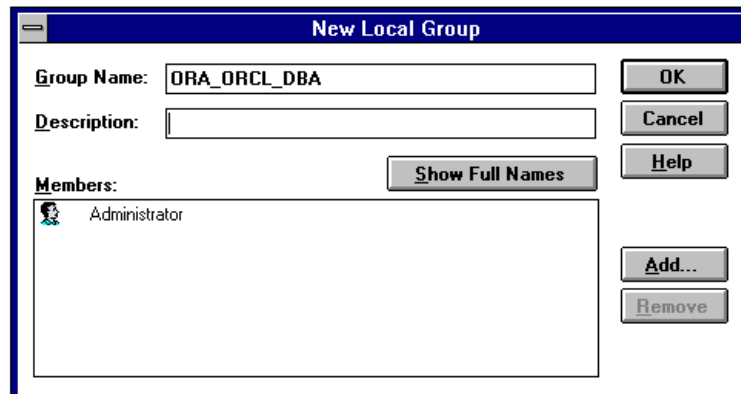 New Local Group
Group Name: ORA_ORCL_DBA
OK
Description:
Cancel
Show Full Names
Help
Members:
Administrator
Add...
Remove